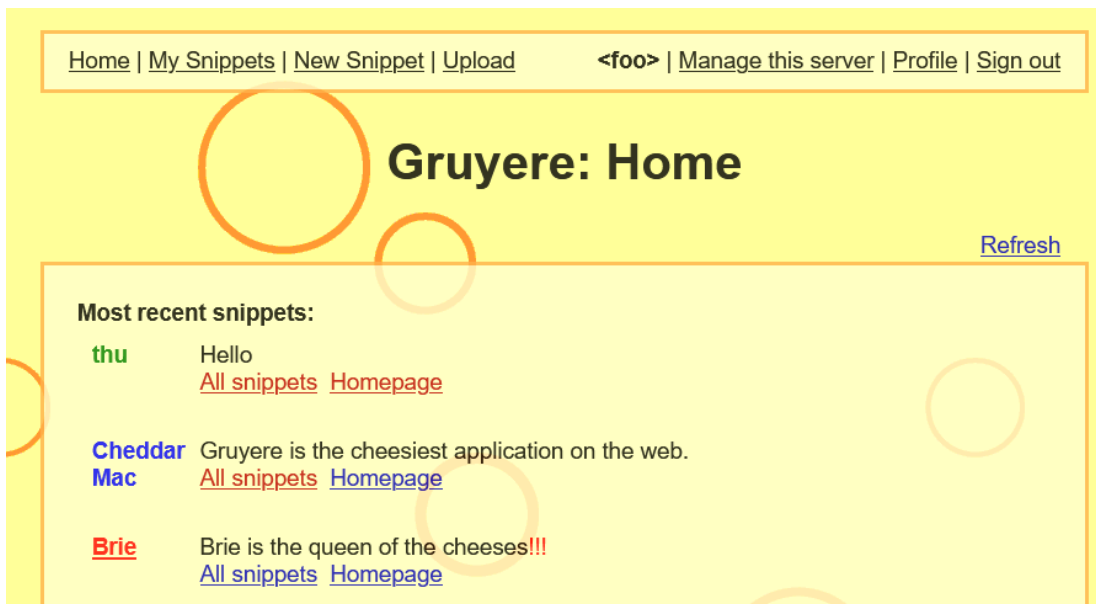 Home | My Snippets | New Snippet | Upload <foo> | Manage this server | Profile | Sign out
Gruyere: Home
Refresh
Most recent snippets:
thu Hello
All snippets Homepage
Cheddar Gruyere is the cheesiest application on the web.
Mac All snippets Homepage
Brie Brie is the queen of the cheeses!!!
All snippets Homepage